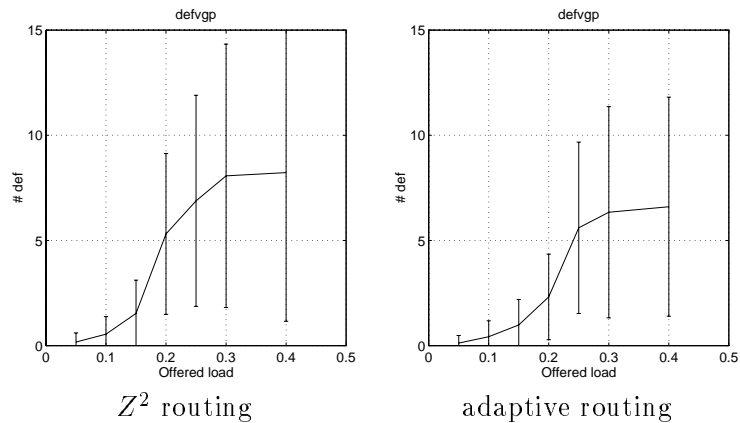 defvgp
15
10
5
0
# def
0 0.1 0.2 0.3 0.4 0.5
Offered load
Z² routing
defvgp
15
10
5
0
# def
0 0.1 0.2 0.3 0.4 0.5
Offered load
adaptive routing